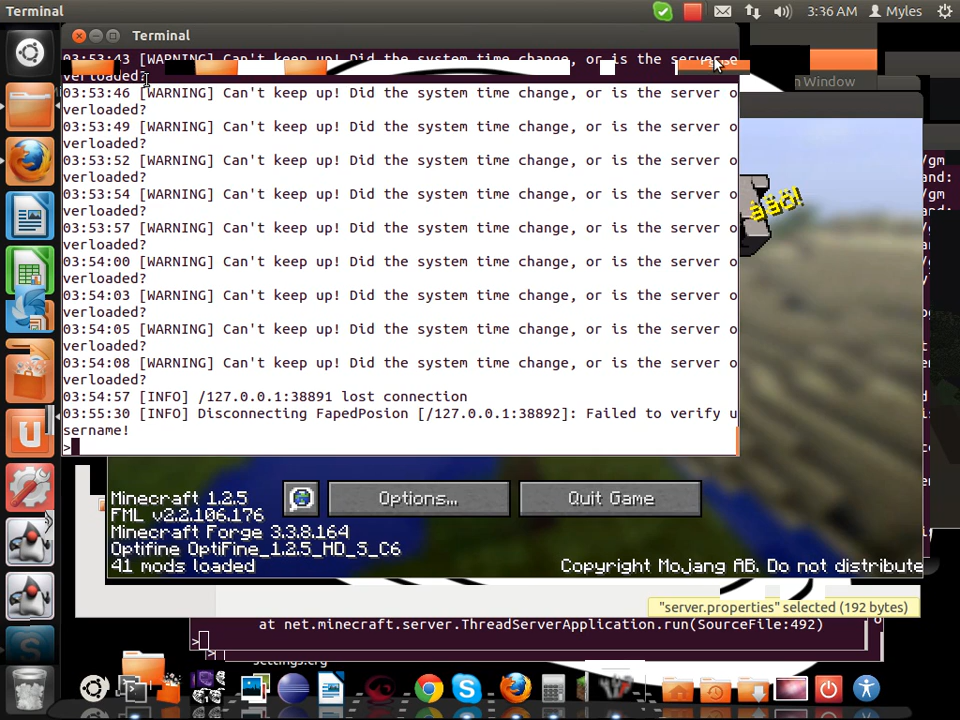 Terminal
3:36 AM
Myles
Terminal
03:53:43 [WARNING] Can't keep up! Did the system time change, or is the server o
verloaded?
n Window
03:53:46 [WARNING] Can't keep up! Did the system time change, or is the server o
verloaded?
03:53:49 [WARNING] Can't keep up! Did the system time change, or is the server o
verloaded?
03:53:52 [WARNING] Can't keep up! Did the system time change, or is the server o
verloaded?
03:53:54 [WARNING] Can't keep up! Did the system time change, or is the server o
verloaded?
03:53:57 [WARNING] Can't keep up! Did the system time change, or is the server o
verloaded?
03:54:00 [WARNING] Can't keep up! Did the system time change, or is the server o
verloaded?
03:54:03 [WARNING] Can't keep up! Did the system time change, or is the server o
verloaded?
03:54:05 [WARNING] Can't keep up! Did the system time change, or is the server o
verloaded?
03:54:08 [WARNING] Can't keep up! Did the system time change, or is the server o
verloaded?
03:54:57 [INFO] /127.0.0.1:38891 lost connection
03:55:30 [INFO] Disconnecting FapedPosion [/127.0.0.1:38892]: Failed to verify u
sername!
>
/gm
and:
/gm
and:
Minecraft 1.2.5
FML v2.2.106.176
Minecraft Forge 3.3.8.164
Optifine OptiFine_1.2.5_HD_S_C6
41 mods loaded
Options...
Quit Game
Copyright Mojang AB. Do not distribute
"server.properties" selected (192 bytes)
at net.minecraft.server.ThreadServerApplication.run(SourceFile:492)
>
>